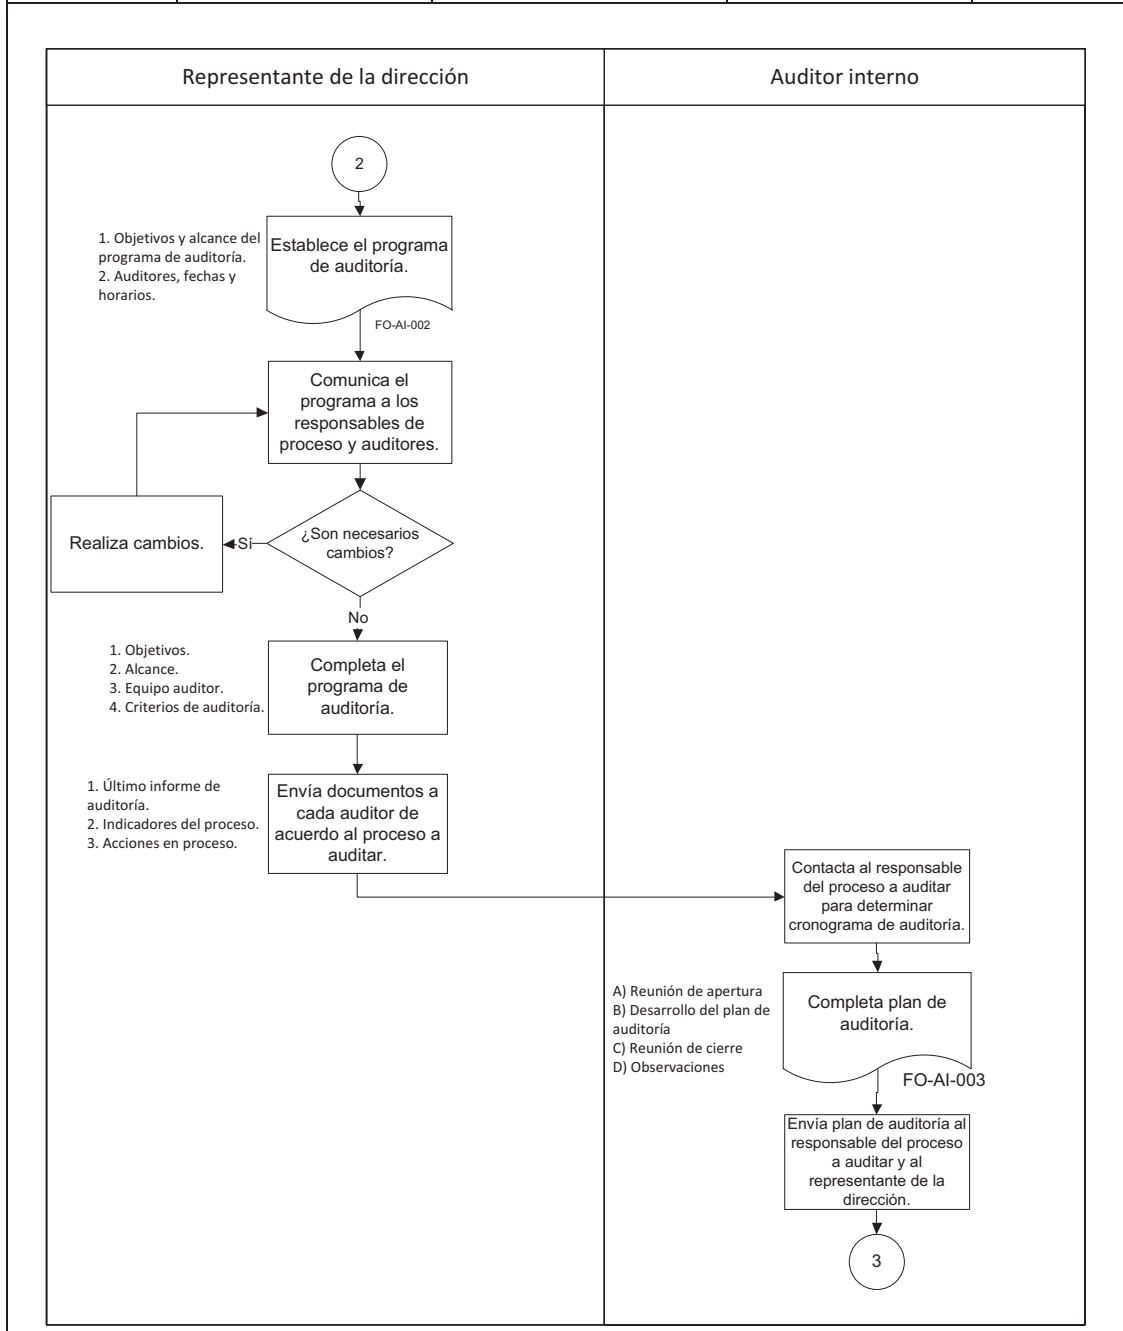 Representante de la dirección
Auditor interno
2
1. Objetivos y alcance del
programa de auditoría.
2. Auditores, fechas y
horarios.
Establece el programa
de auditoría.
FO-AI-002
Comunica el
programa a los
responsables de
proceso y auditores.
Realiza cambios.
Sí
¿Son necesarios
cambios?
No
1. Objetivos.
2. Alcance.
3. Equipo auditor.
4. Criterios de auditoría.
Completa el
programa de
auditoría.
1. Último informe de
auditoría.
2. Indicadores del proceso.
3. Acciones en proceso.
Envía documentos a
cada auditor de
acuerdo al proceso a
auditar.
Contacta al responsable
del proceso a auditar
para determinar
cronograma de auditoría.
A) Reunión de apertura
B) Desarrollo del plan de
auditoría
C) Reunión de cierre
D) Observaciones
Completa plan de
auditoría.
FO-AI-003
Envía plan de auditoría al
responsable del proceso
a auditar y al
representante de la
dirección.
3